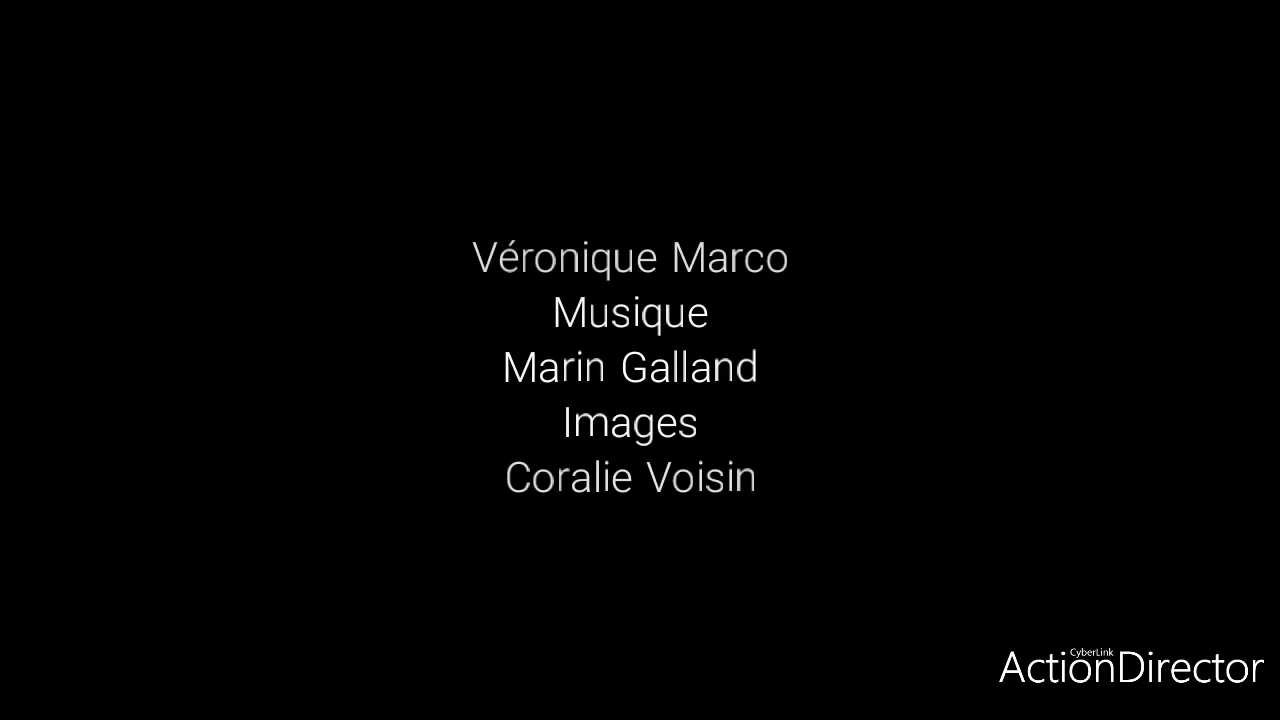 Véronique Marco
Musique
Marin Galland
Images
Coralie Voisin
CyberLink
ActionDirector